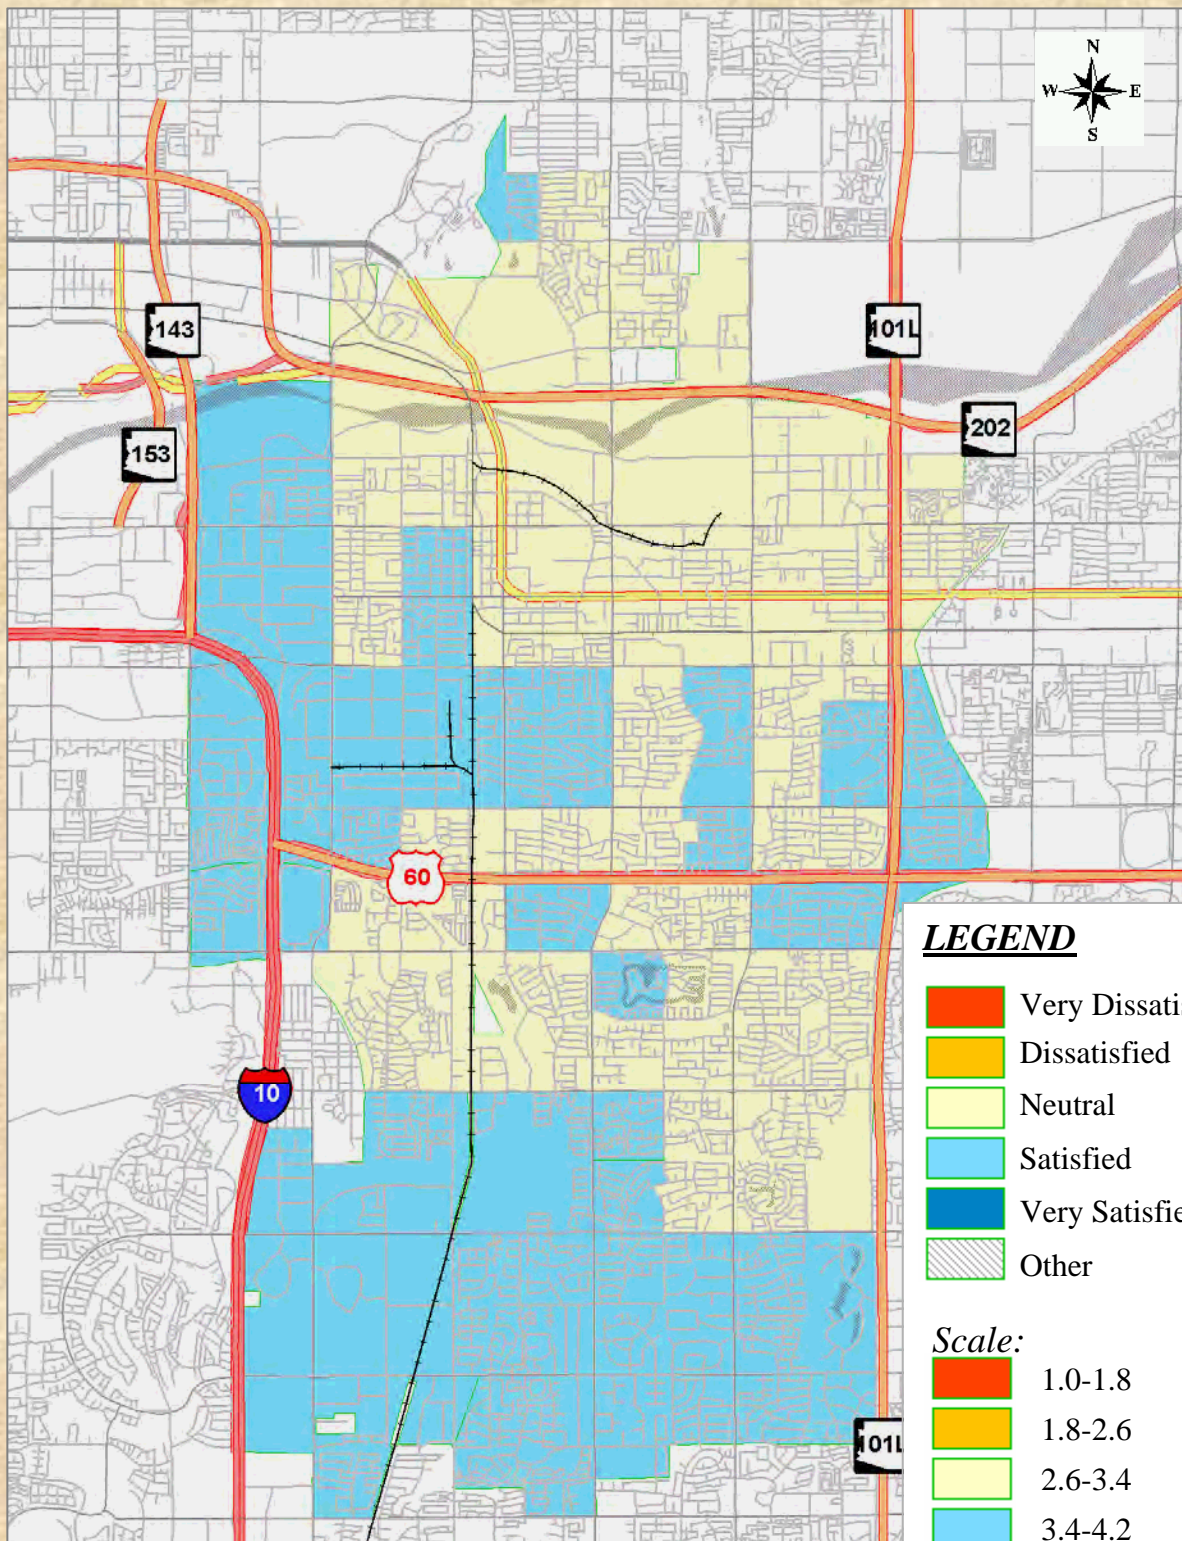 N
W E
S
143
101L
202
153
60
LEGEND
Very Dissatis
Dissatisfied
Neutral
10
Satisfied
Very Satisfie
Other
Scale:
1.0-1.8
1.8-2.6
101L
2.6-3.4
3.4-4.2